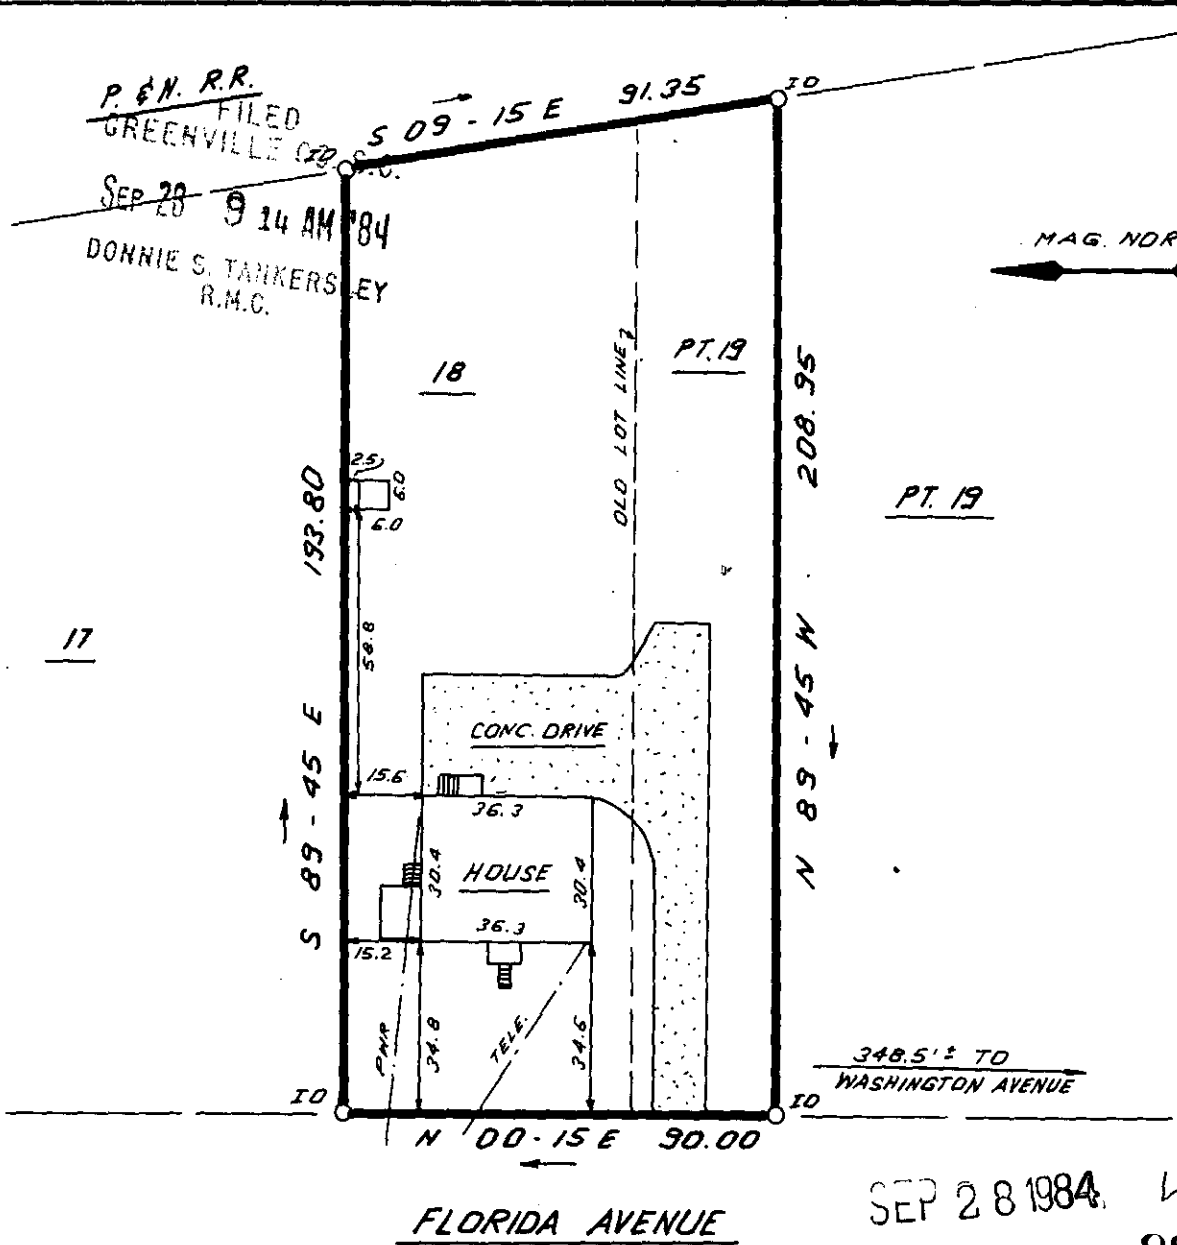 P. & N. R.R.
FILED
GREENVILLE CO. S.C.
SEP 28 9 14 AM '84
DONNIE S. TANKERSLEY
R.M.C.
IO
S 09-15 E 91.35
IO
MAG. NOR
18
OLD LOT LINE
PT. 19
208.95
PT. 19
193.80
2.5
6.0
6.0
17
58.8
S 89-45 E
CONC. DRIVE
N 89-45 W
15.6
36.3
30.4
HOUSE
30.4
36.3
15.2
PWR
34.8
TELE.
34.6
348.5'± TO
WASHINGTON AVENUE
IO
IO
N 00-15 E 90.00
FLORIDA AVENUE
SEP 28 1984